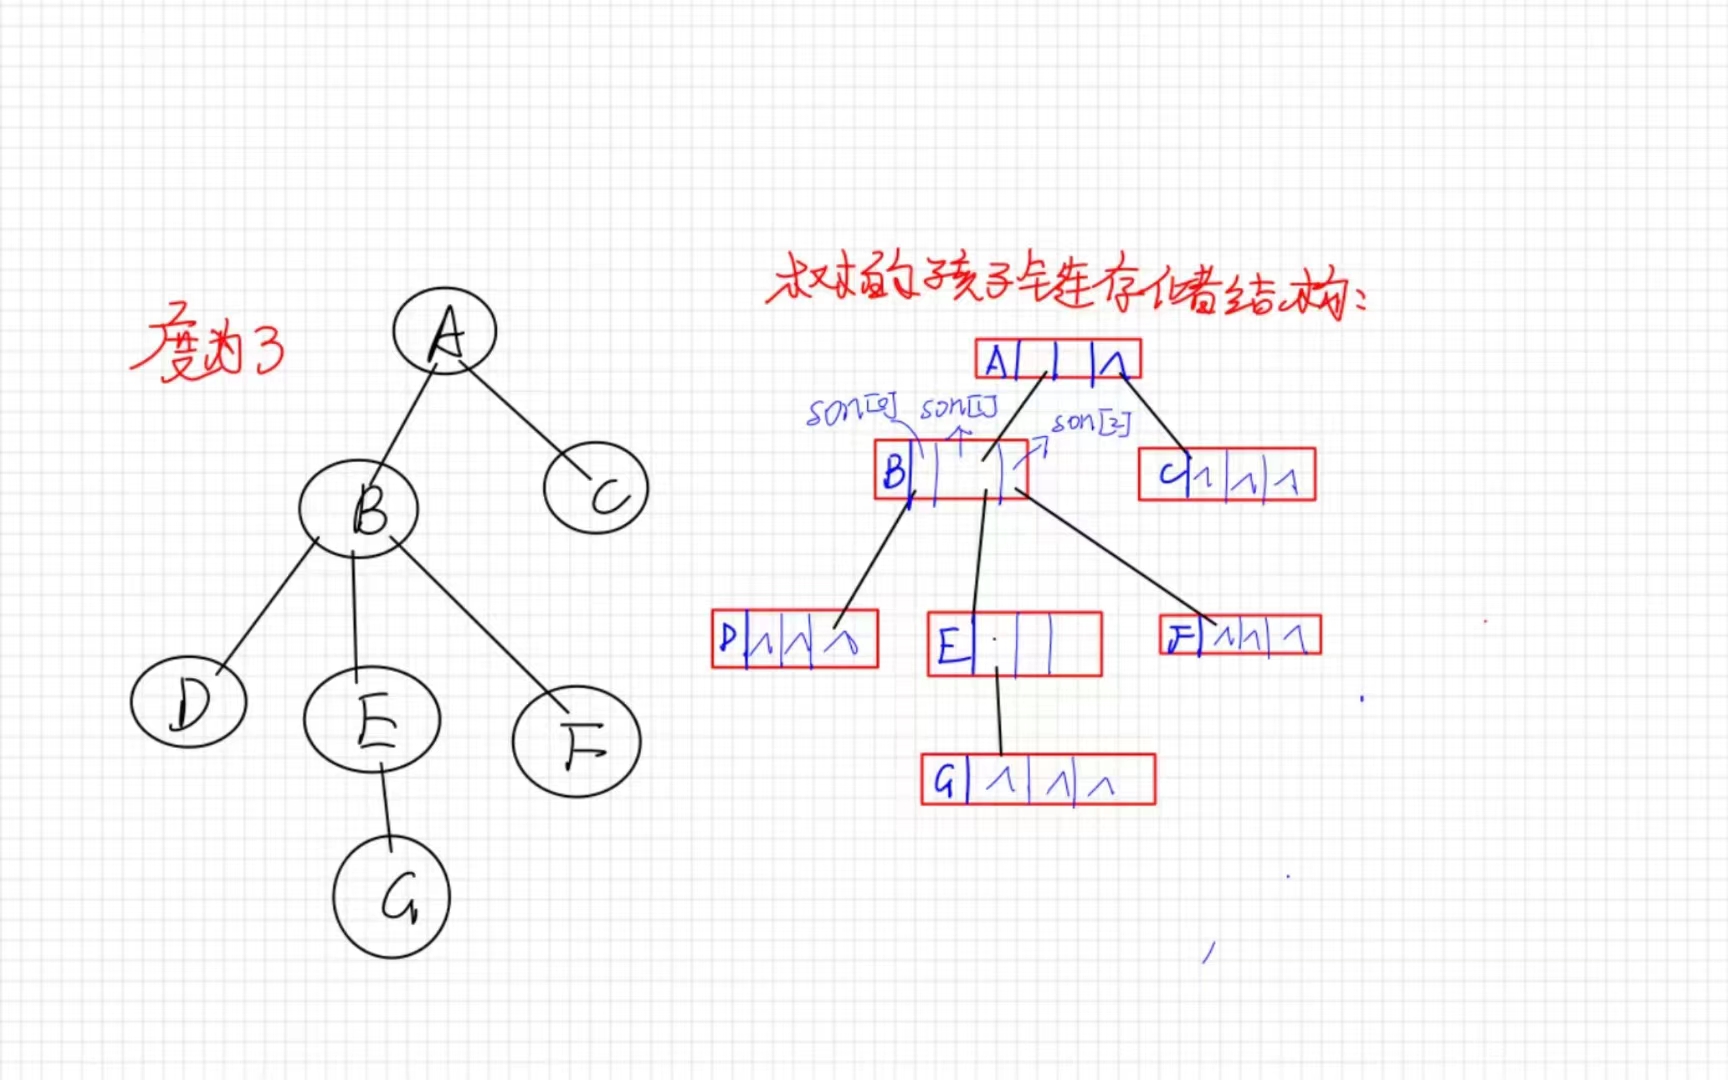 树的孩子链存储结构：
度为3
A
B
C
D
E
F
G
A ∧
son[0] son[1] son[2]
B
C ∧ ∧ ∧
D ∧ ∧ ∧
E
F ∧ ∧ ∧
G ∧ ∧ ∧